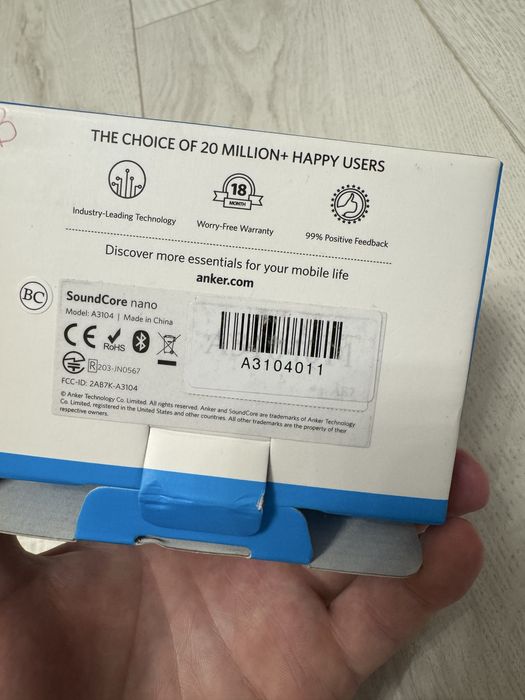 THE CHOICE OF 20 MILLION+ HAPPY USERS
18
MONTH
Industry-Leading Technology
Worry-Free Warranty
99% Positive Feedback
Discover more essentials for your mobile life
anker.com
BC
SoundCore nano
Model: A3104 | Made in China
CE
RoHS
R 203-JN0567
FCC-ID: 2AB7K-A3104
A3104011
© Anker Technology Co. Limited. All rights reserved. Anker and SoundCore are trademarks of Anker Technology
Co. Limited, registered in the United States and other countries. All other trademarks are the property of their
respective owners.